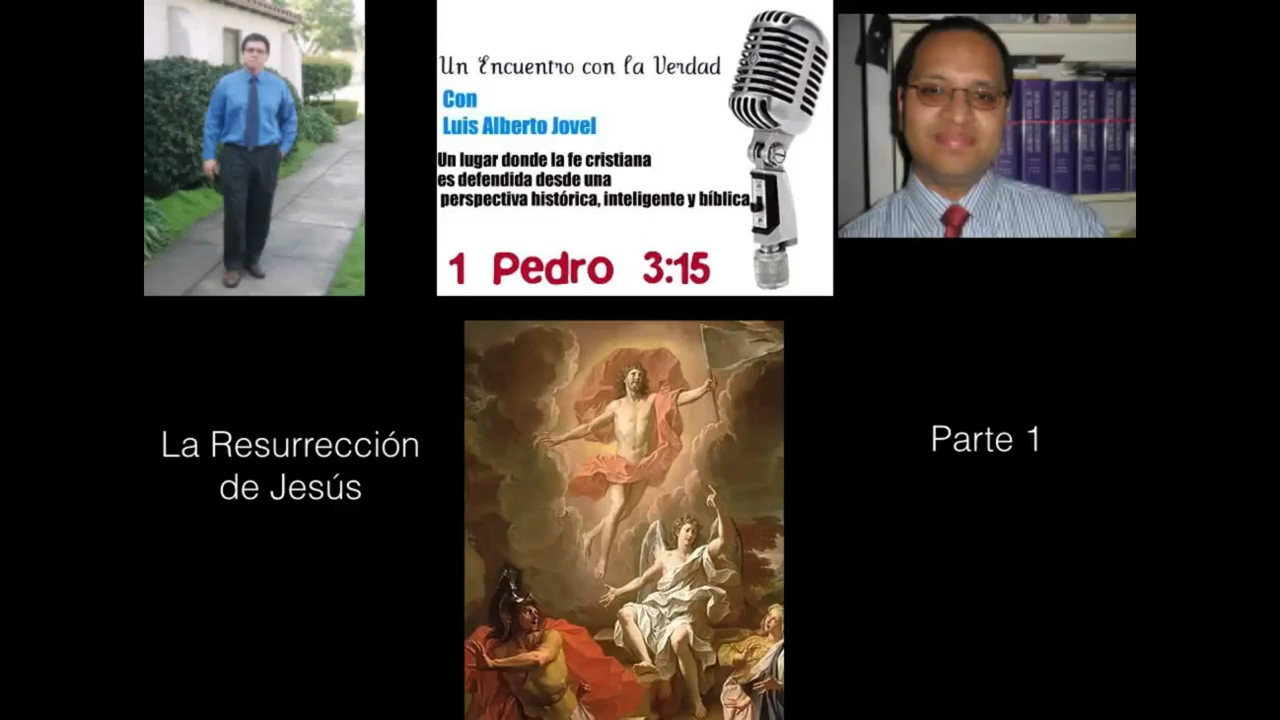 Un Encuentro con la Verdad
Con
Luis Alberto Jovel
Un lugar donde la fe cristiana
es defendida desde una
perspectiva histórica, inteligente y bíblica
1 Pedro 3:15
La Resurrección
de Jesús
Parte 1